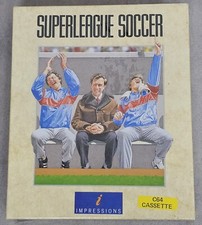 SUPERLEAGUE SOCCER
i
IMPRESSIONS
C64
CASSETTE